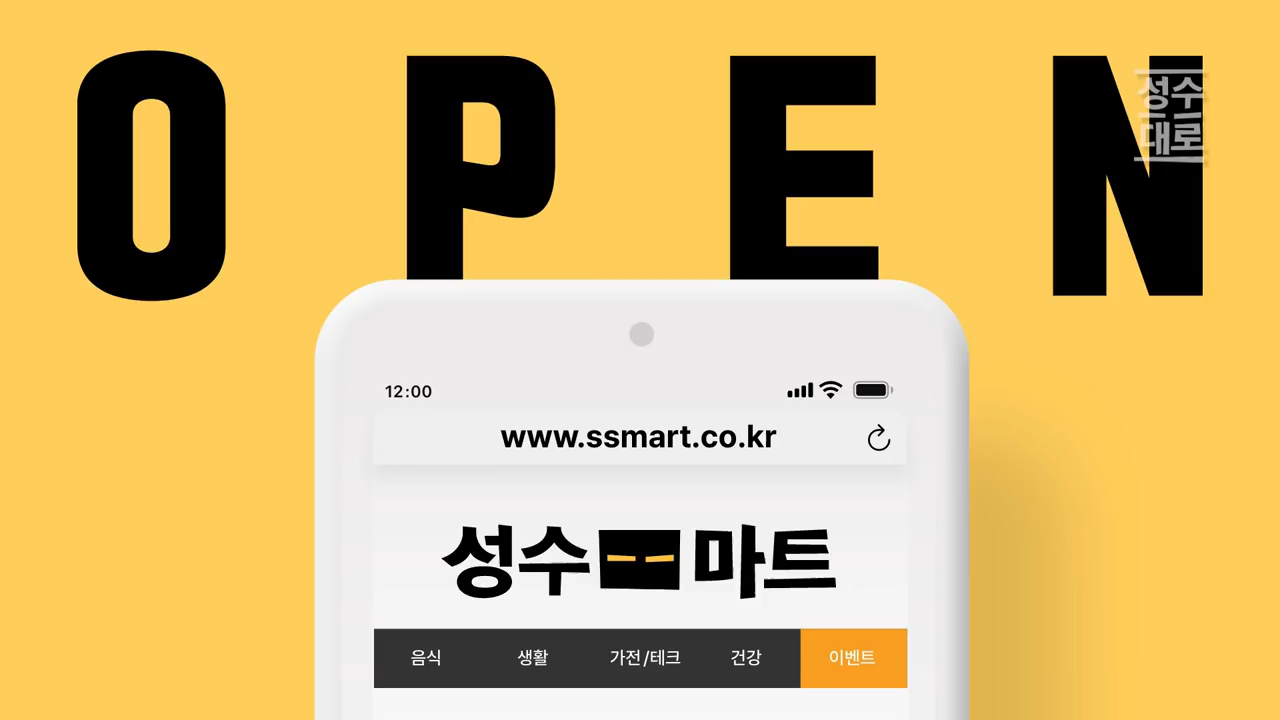 OPEN
성수
대로
12:00
www.ssmart.co.kr
성수 마트
음식 생활 가전/테크 건강 이벤트